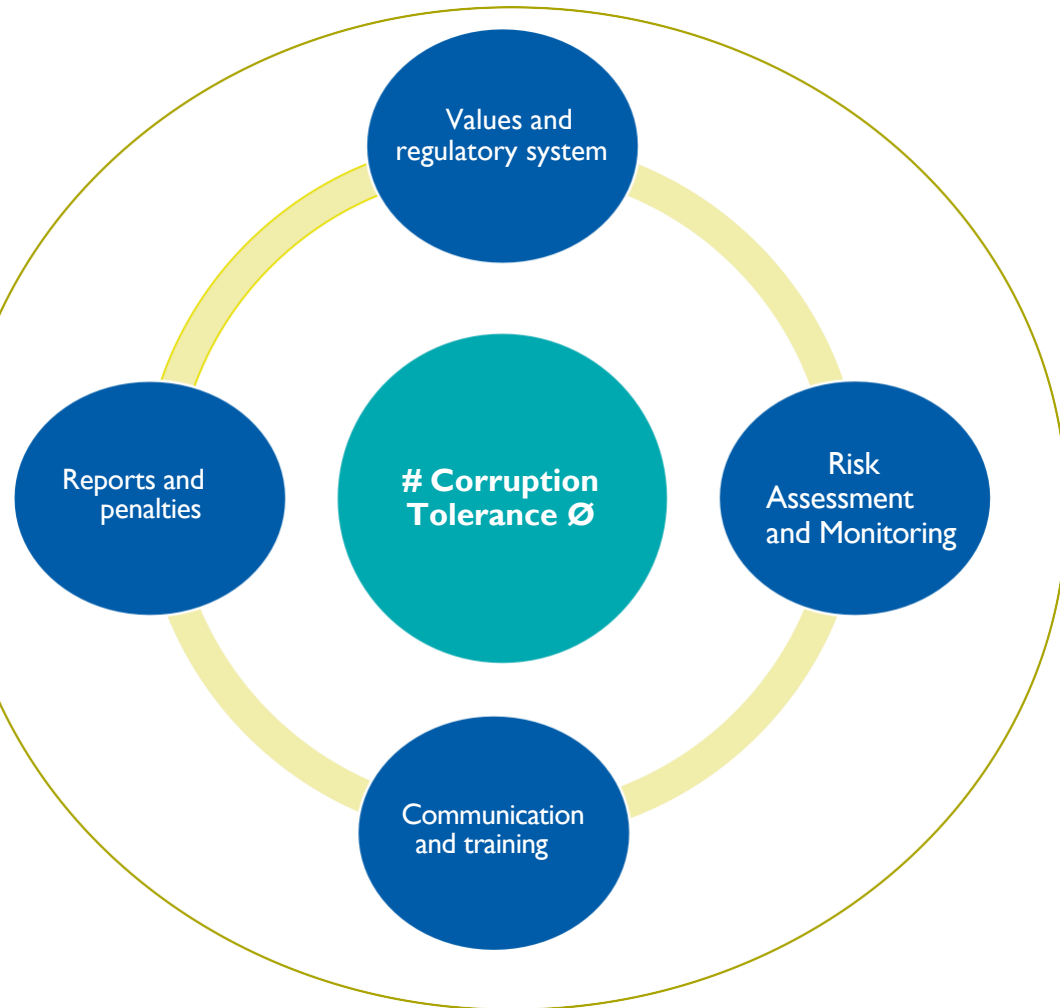 Values and
regulatory system
Reports and
penalties
# Corruption
Tolerance Ø
Risk
Assessment
and Monitoring
Communication
and training